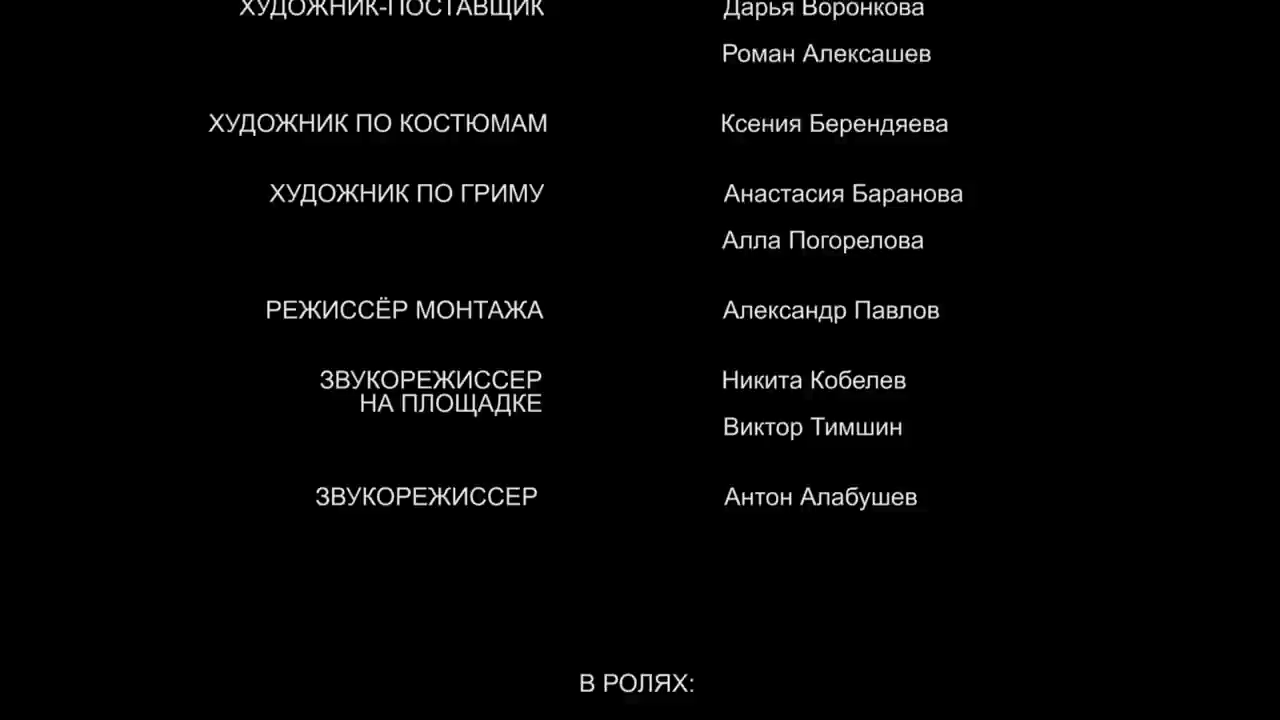 ХУДОЖНИК-ПОСТАВЩИК Дарья Воронкова
Роман Алексашев
ХУДОЖНИК ПО КОСТЮМАМ Ксения Берендяева
ХУДОЖНИК ПО ГРИМУ Анастасия Баранова
Алла Погорелова
РЕЖИССЁР МОНТАЖА Александр Павлов
ЗВУКОРЕЖИССЕР Никита Кобелев
НА ПЛОЩАДКЕ
Виктор Тимшин
ЗВУКОРЕЖИССЕР Антон Алабушев
В РОЛЯХ: